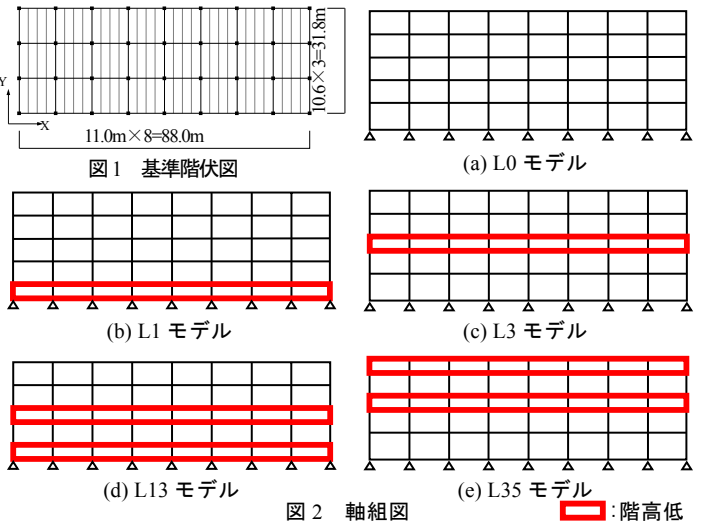 Y
X
11.0m×8=88.0m
10.6×3=31.8m
図1 基準階伏図
(a) L0 モデル
(b) L1 モデル
(c) L3 モデル
(d) L13 モデル
(e) L35 モデル
図2 軸組図
:階高低